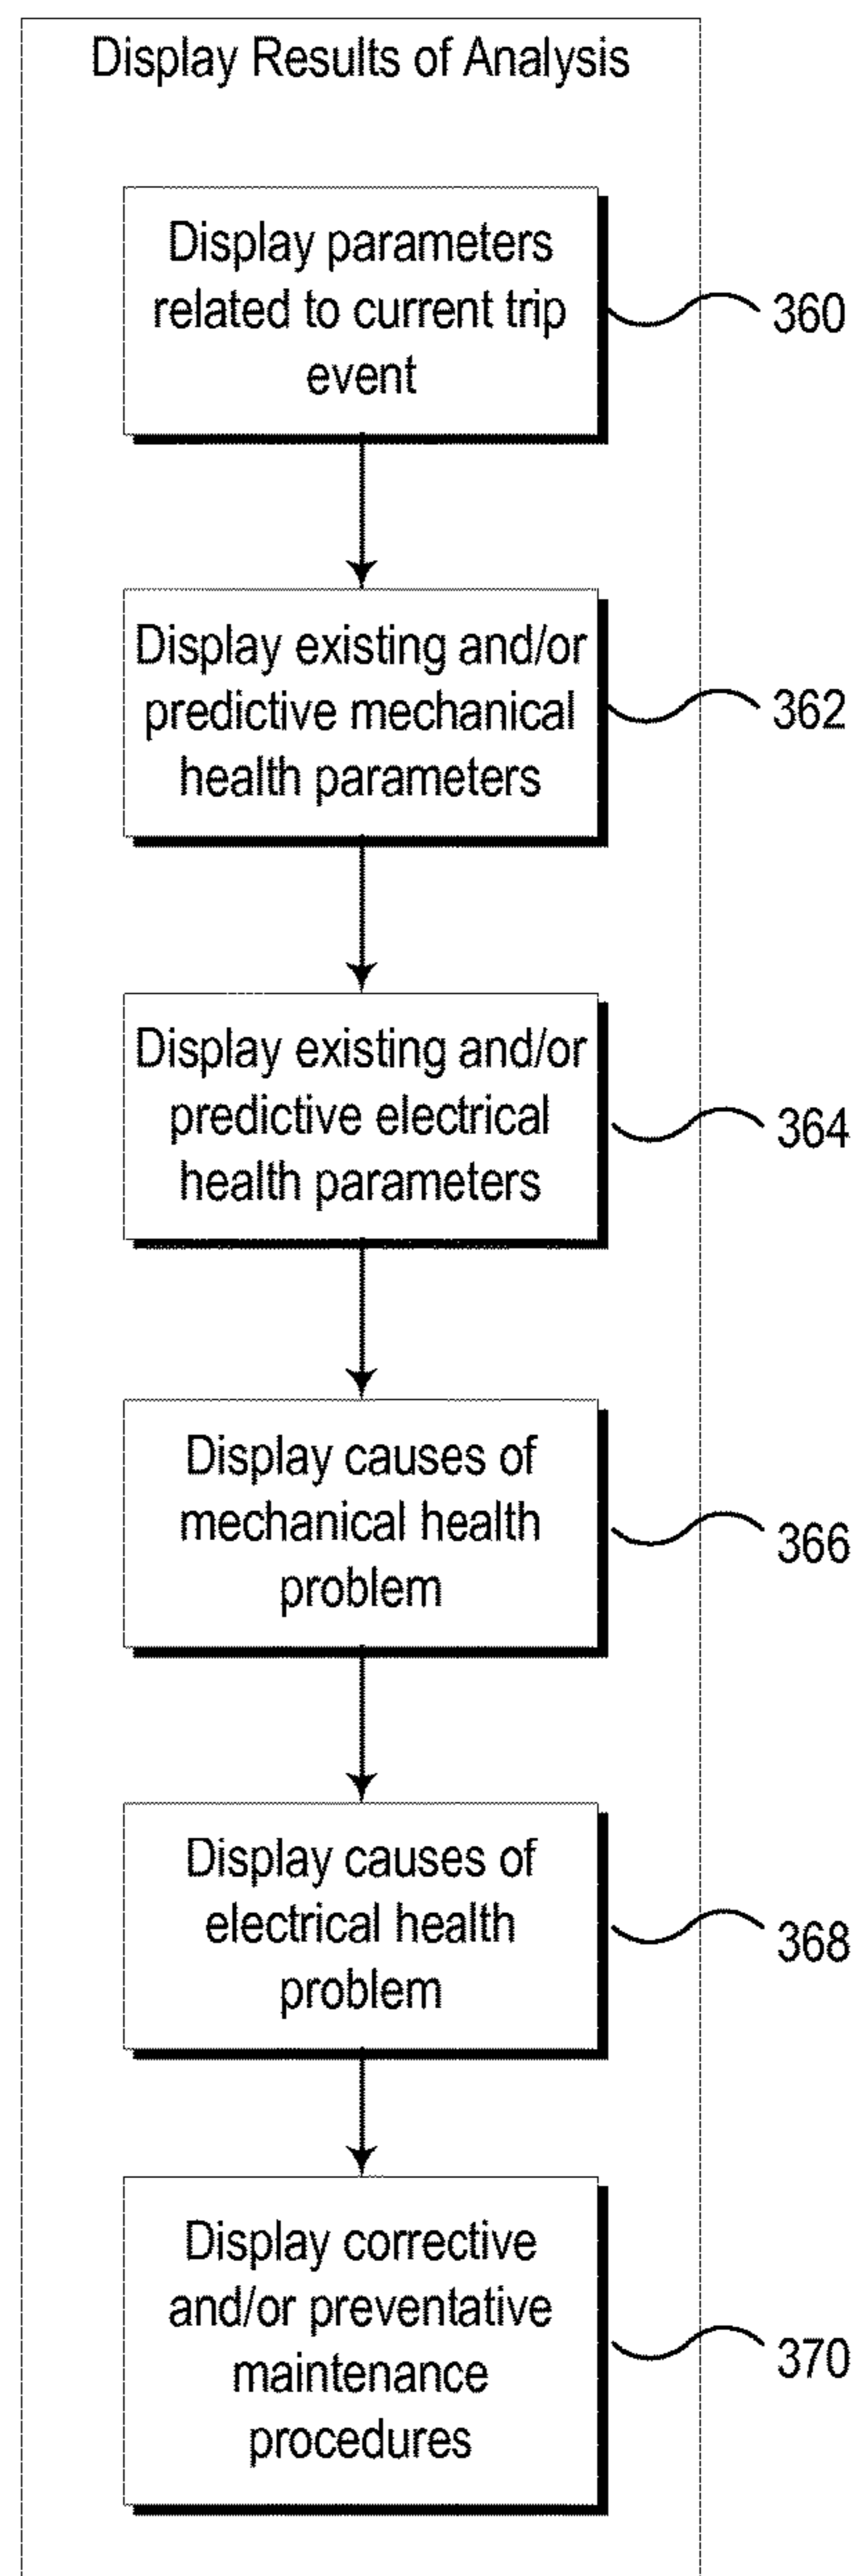 Display Results of Analysis
Display parameters
related to current trip
event
360
Display existing and/or
predictive mechanical
health parameters
362
Display existing and/or
predictive electrical
health parameters
364
Display causes of
mechanical health
problem
366
Display causes of
electrical health
problem
368
Display corrective
and/or preventative
maintenance
procedures
370